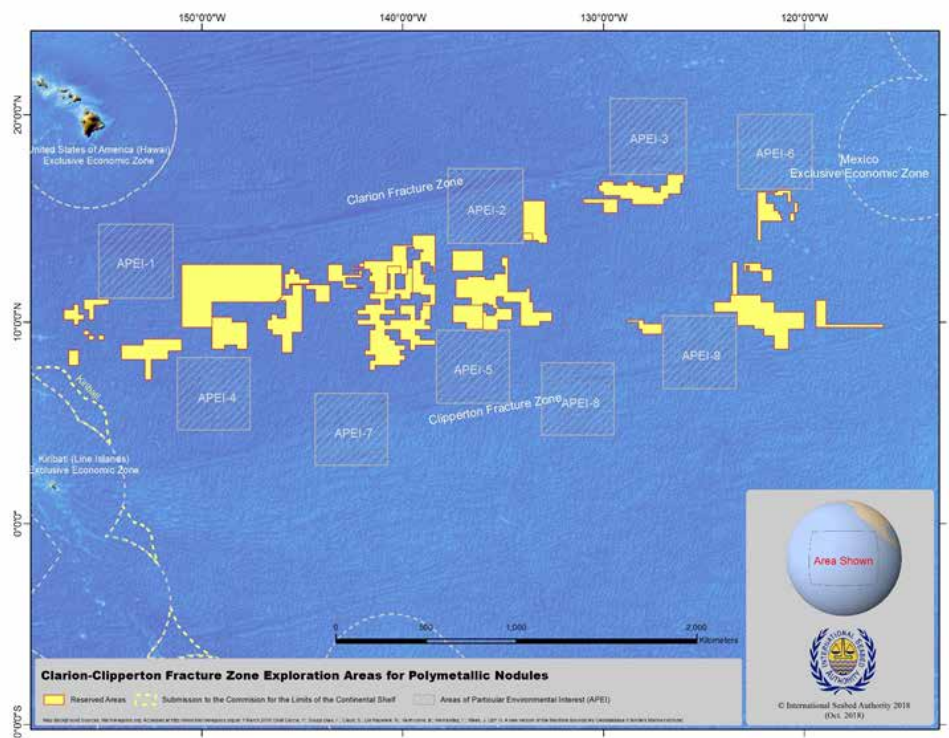 150°0'0"W 140°0'0"W 130°0'0"W 120°0'0"W
20°0'0"N
10°0'0"N
0°0'0"
10°0'0"S
United States of America (Hawaii)
Exclusive Economic Zone
Mexico
Exclusive Economic Zone
Clarion Fracture Zone
APEI-3
APEI-6
APEI-2
APEI-1
APEI-9
APEI-5
APEI-4
APEI-8
APEI-7
Clipperton Fracture Zone
Kiribati
Kiribati (Line Islands)
Exclusive Economic Zone
Area Shown
0 500 1,000 2,000
Kilometers
INTERNATIONAL SEABED AUTHORITY
© International Seabed Authority 2018
(Oct. 2018)
Clarion-Clipperton Fracture Zone Exploration Areas for Polymetallic Nodules
Reserved Areas
Submission to the Commision for the Limits of the Continental Shelf
Areas of Particular Environmental Interest (APEI)